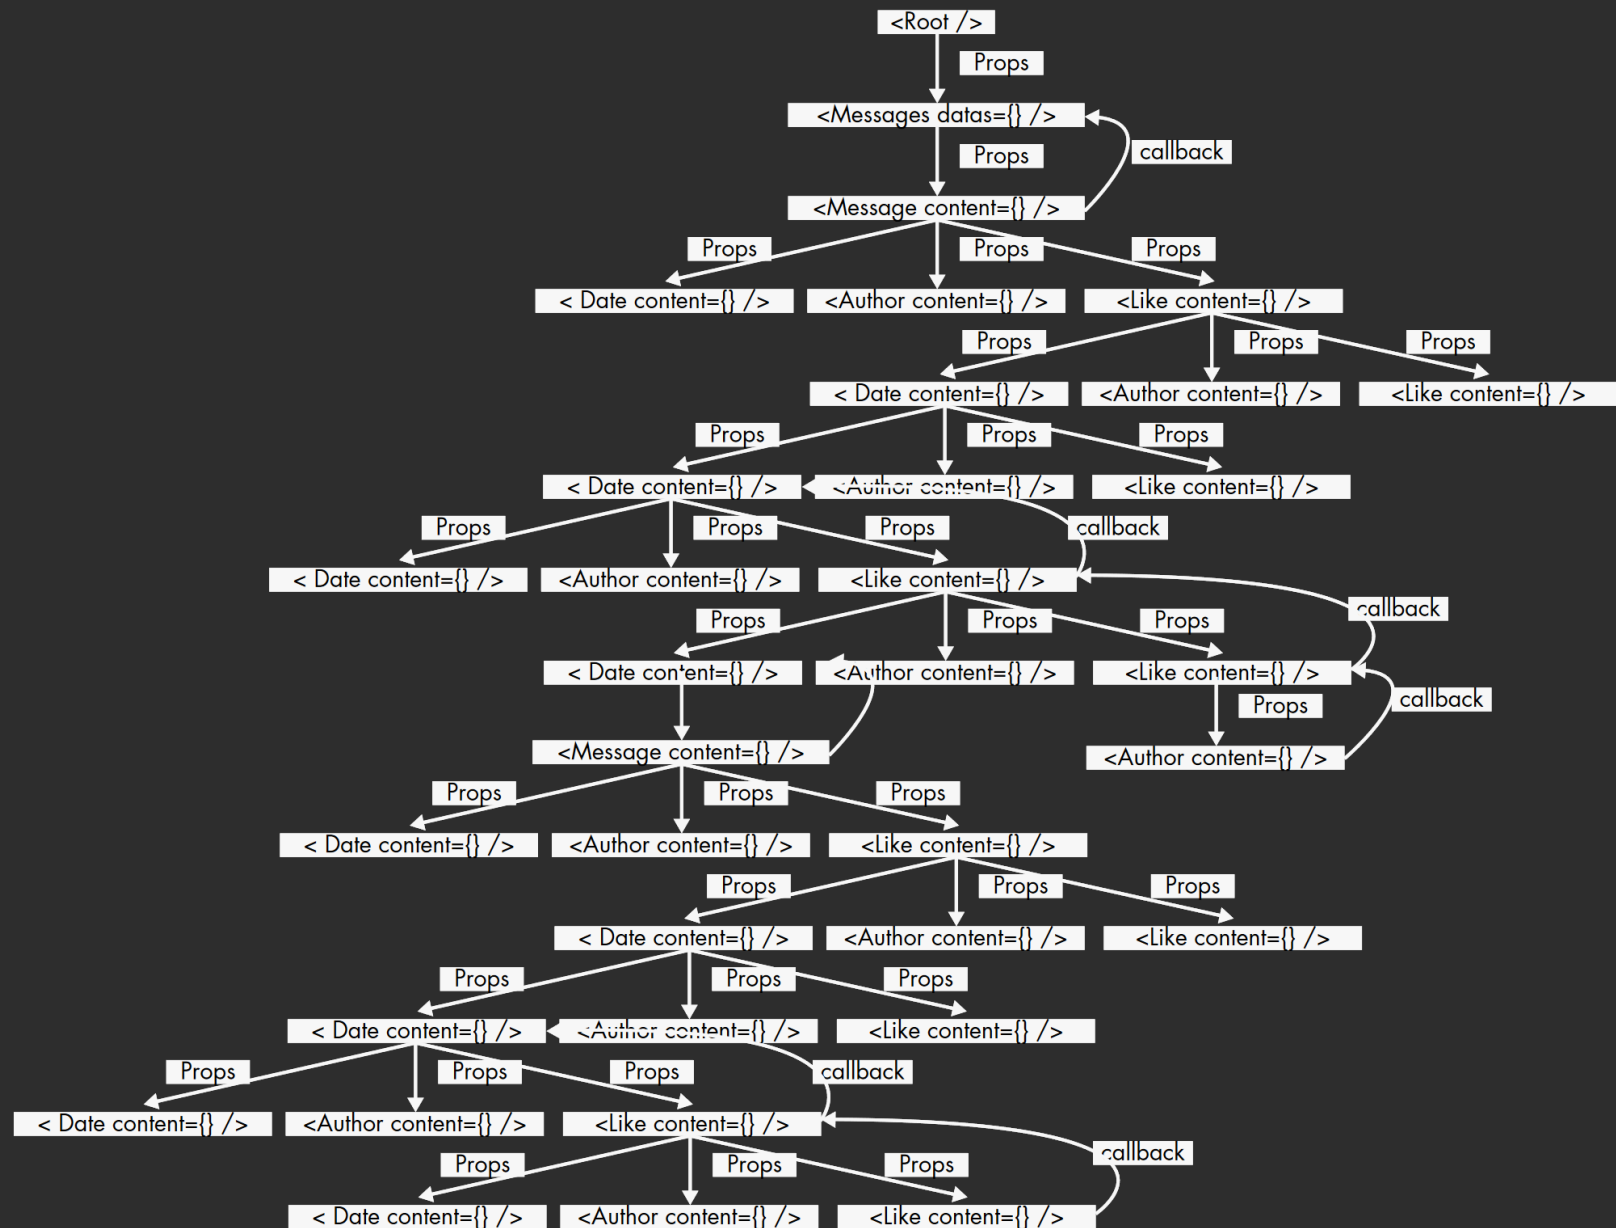 <Root />
Props
<Messages datas={} />
callback
Props
<Message content={} />
Props
Props
Props
< Date content={} />
<Author content={} />
<Like content={} />
Props
Props
Props
< Date content={} />
<Author content={} />
<Like content={} />
Props
Props
Props
< Date content={} />
<Author content={} />
<Like content={} />
Props
Props
Props
callback
< Date content={} />
<Author content={} />
<Like content={} />
callback
Props
Props
Props
< Date content={} />
<Author content={} />
<Like content={} />
callback
Props
<Message content={} />
<Author content={} />
Props
Props
Props
< Date content={} />
<Author content={} />
<Like content={} />
Props
Props
Props
< Date content={} />
<Author content={} />
<Like content={} />
Props
Props
Props
< Date content={} />
<Author content={} />
<Like content={} />
Props
Props
Props
callback
< Date content={} />
<Author content={} />
<Like content={} />
callback
Props
Props
Props
< Date content={} />
<Author content={} />
<Like content={} />